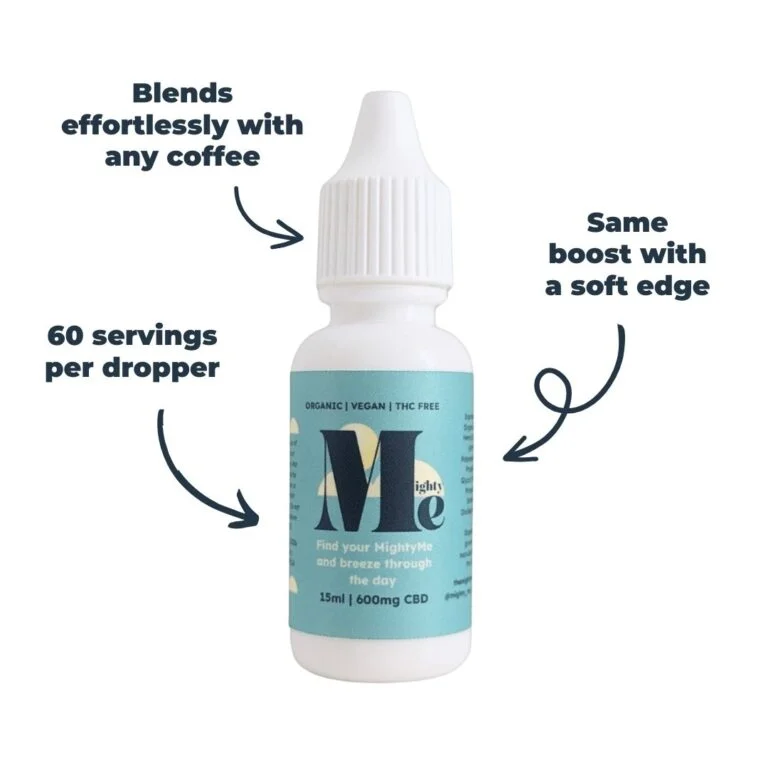 Blends
effortlessly with
any coffee
Same
boost with
a soft edge
60 servings
per dropper
ORGANIC | VEGAN | THC FREE
Mighty
Me
Find your MightyMe
and breeze through
the day
15ml | 600mg CBD